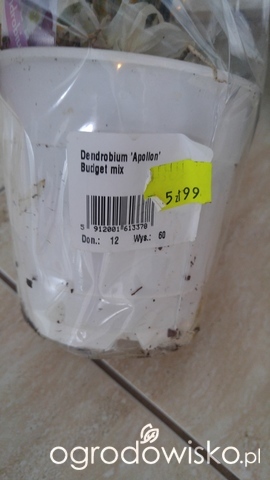 Dendrobium 'Apollon'
Budget mix
5zł99
5 912001 613370
Don.: 12 Wys.: 60
ogrodowisko.pl